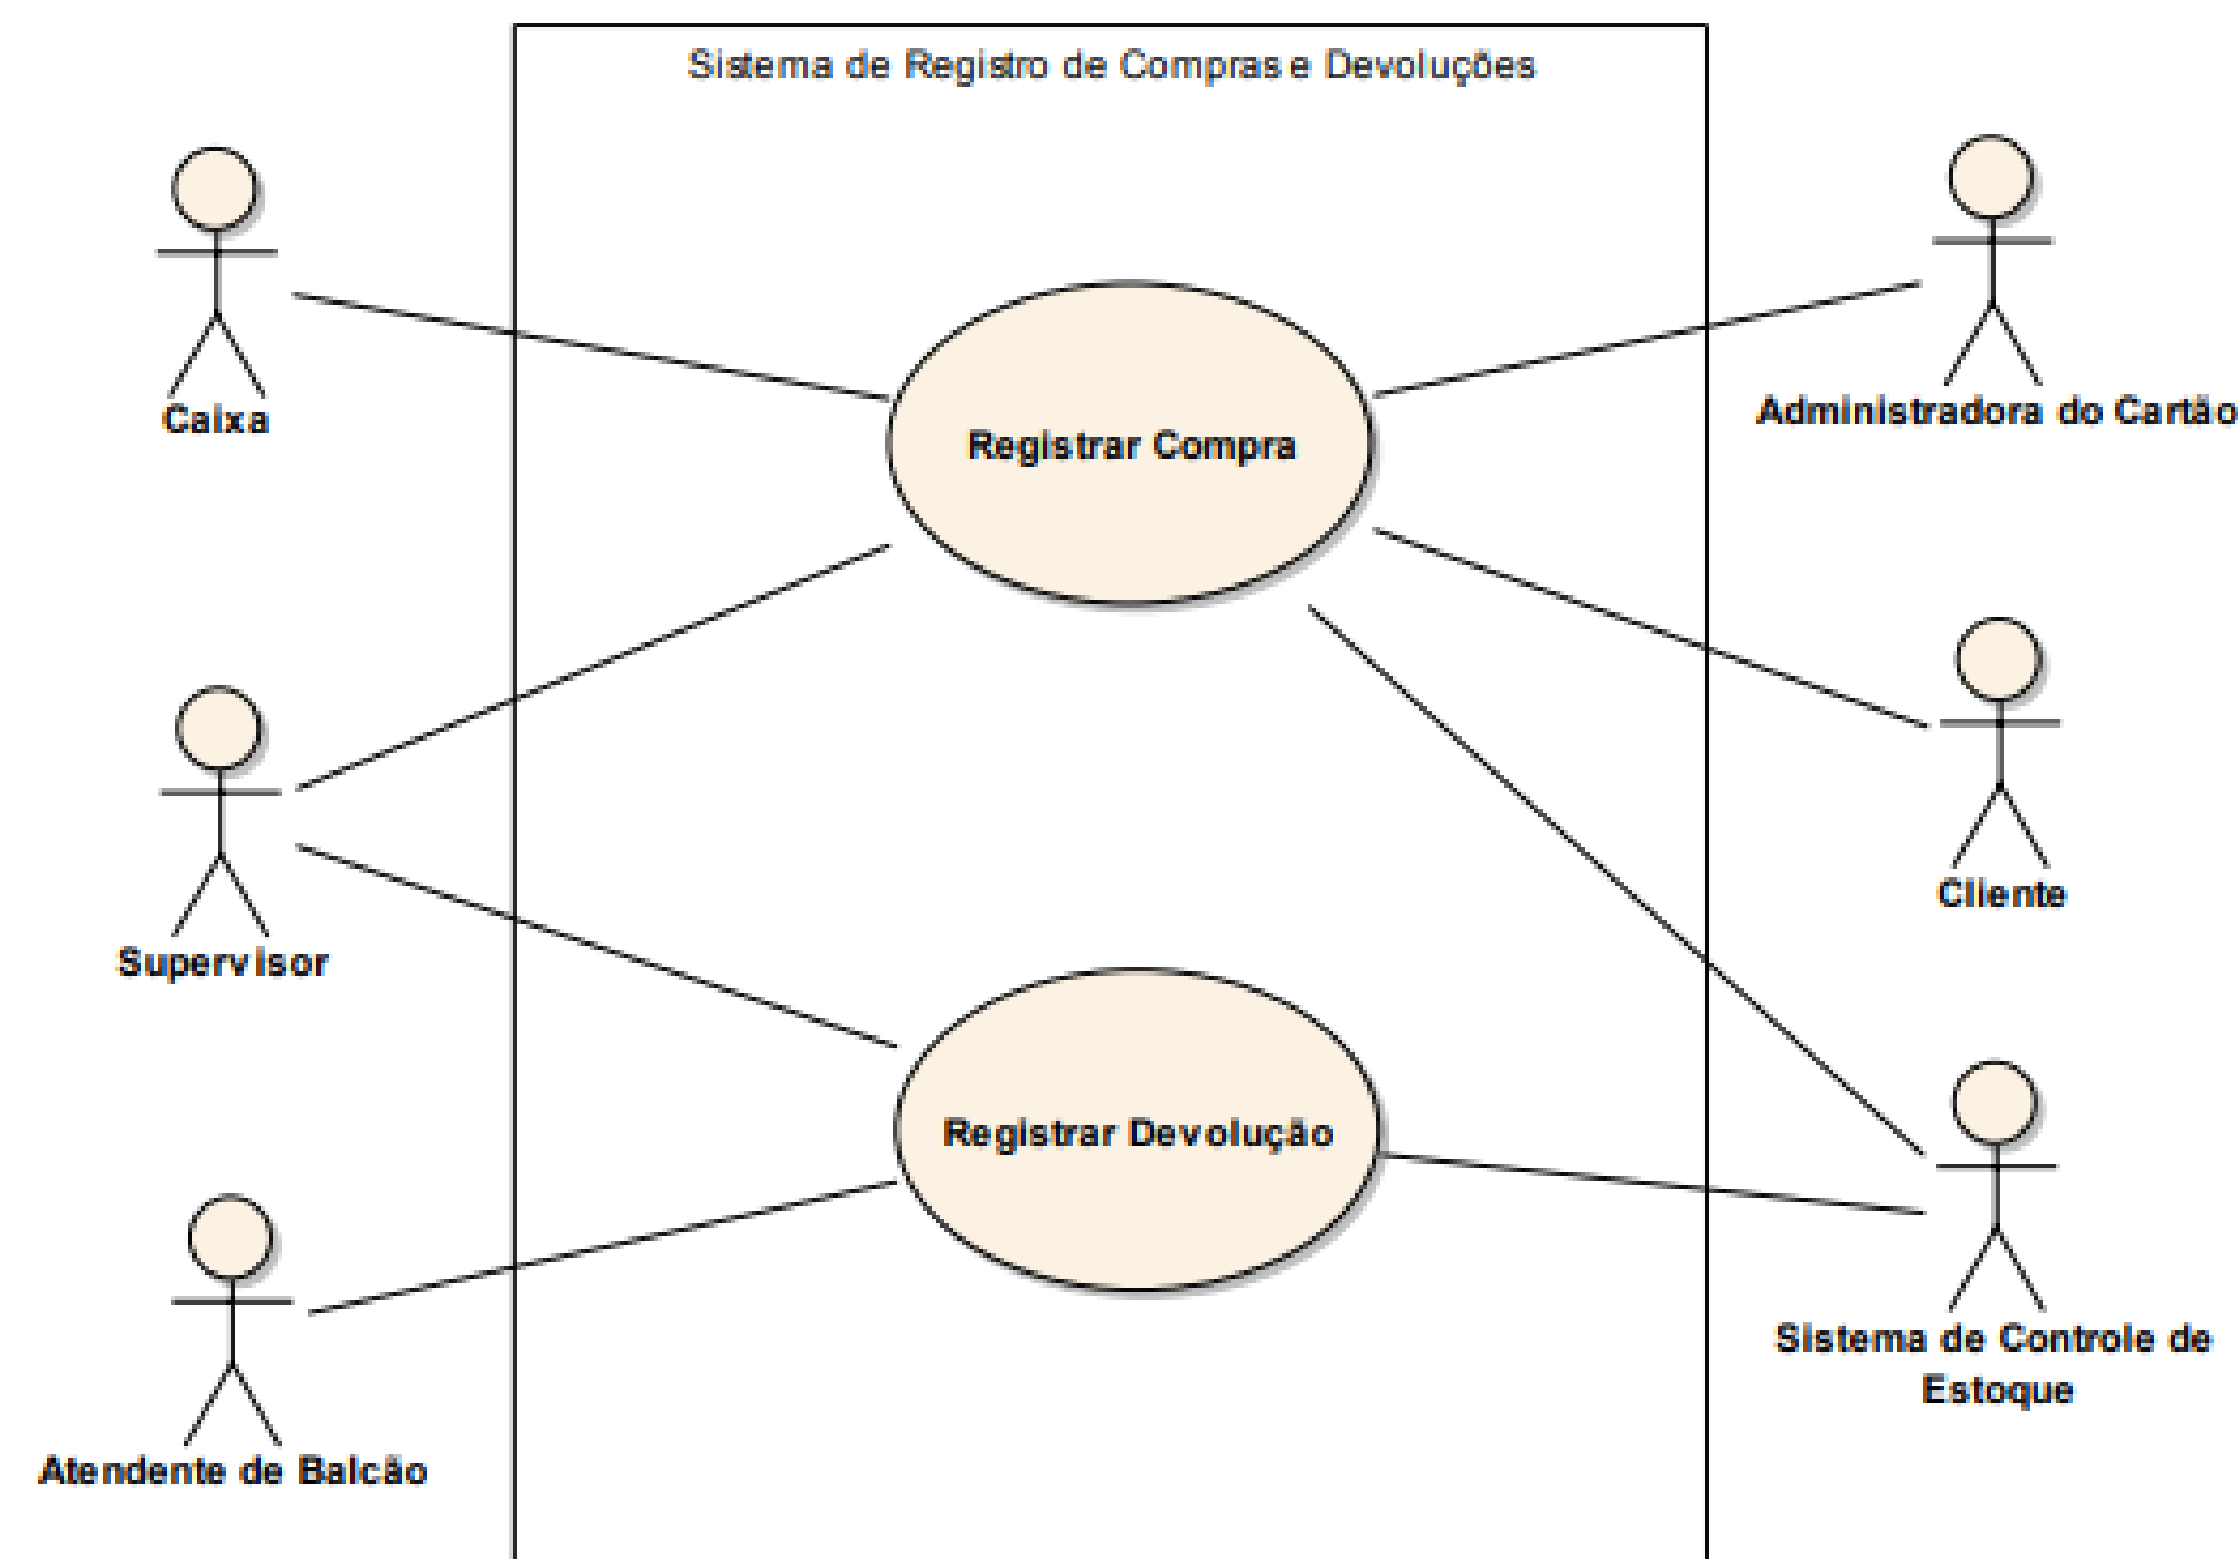 Sistema de Registro de Compras e Devoluções
Caixa
Administradora do Cartão
Registrar Compra
Cliente
Supervisor
Registrar Devolução
Sistema de Controle de
Estoque
Atendente de Balcão